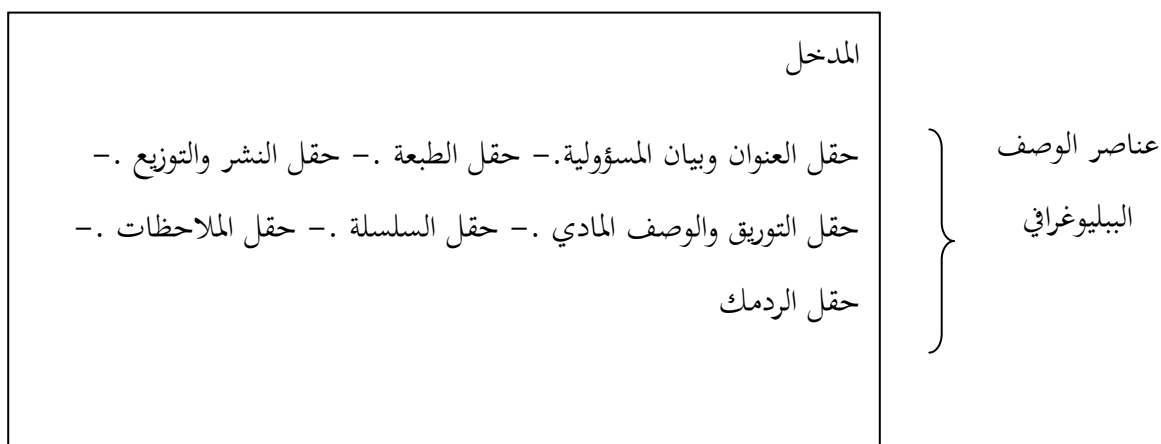 المدخل
حقل العنوان وبيان المسؤولية.– حقل الطبعة .– حقل النشر والتوزيع .–
حقل التوريق والوصف المادي .– حقل السلسلة .– حقل الملاحظات .–
حقل الردمك
عناصر الوصف
الببليوغرافي